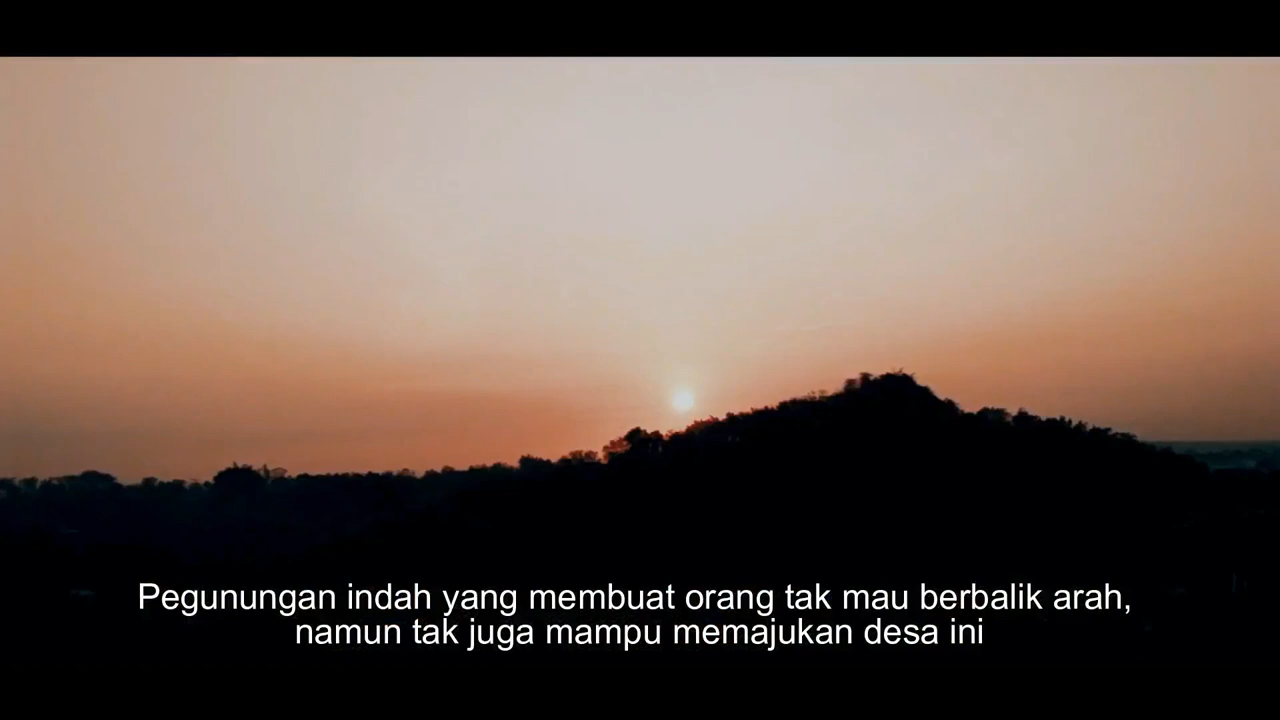 Pegunungan indah yang membuat orang tak mau berbalik arah,
namun tak juga mampu memajukan desa ini